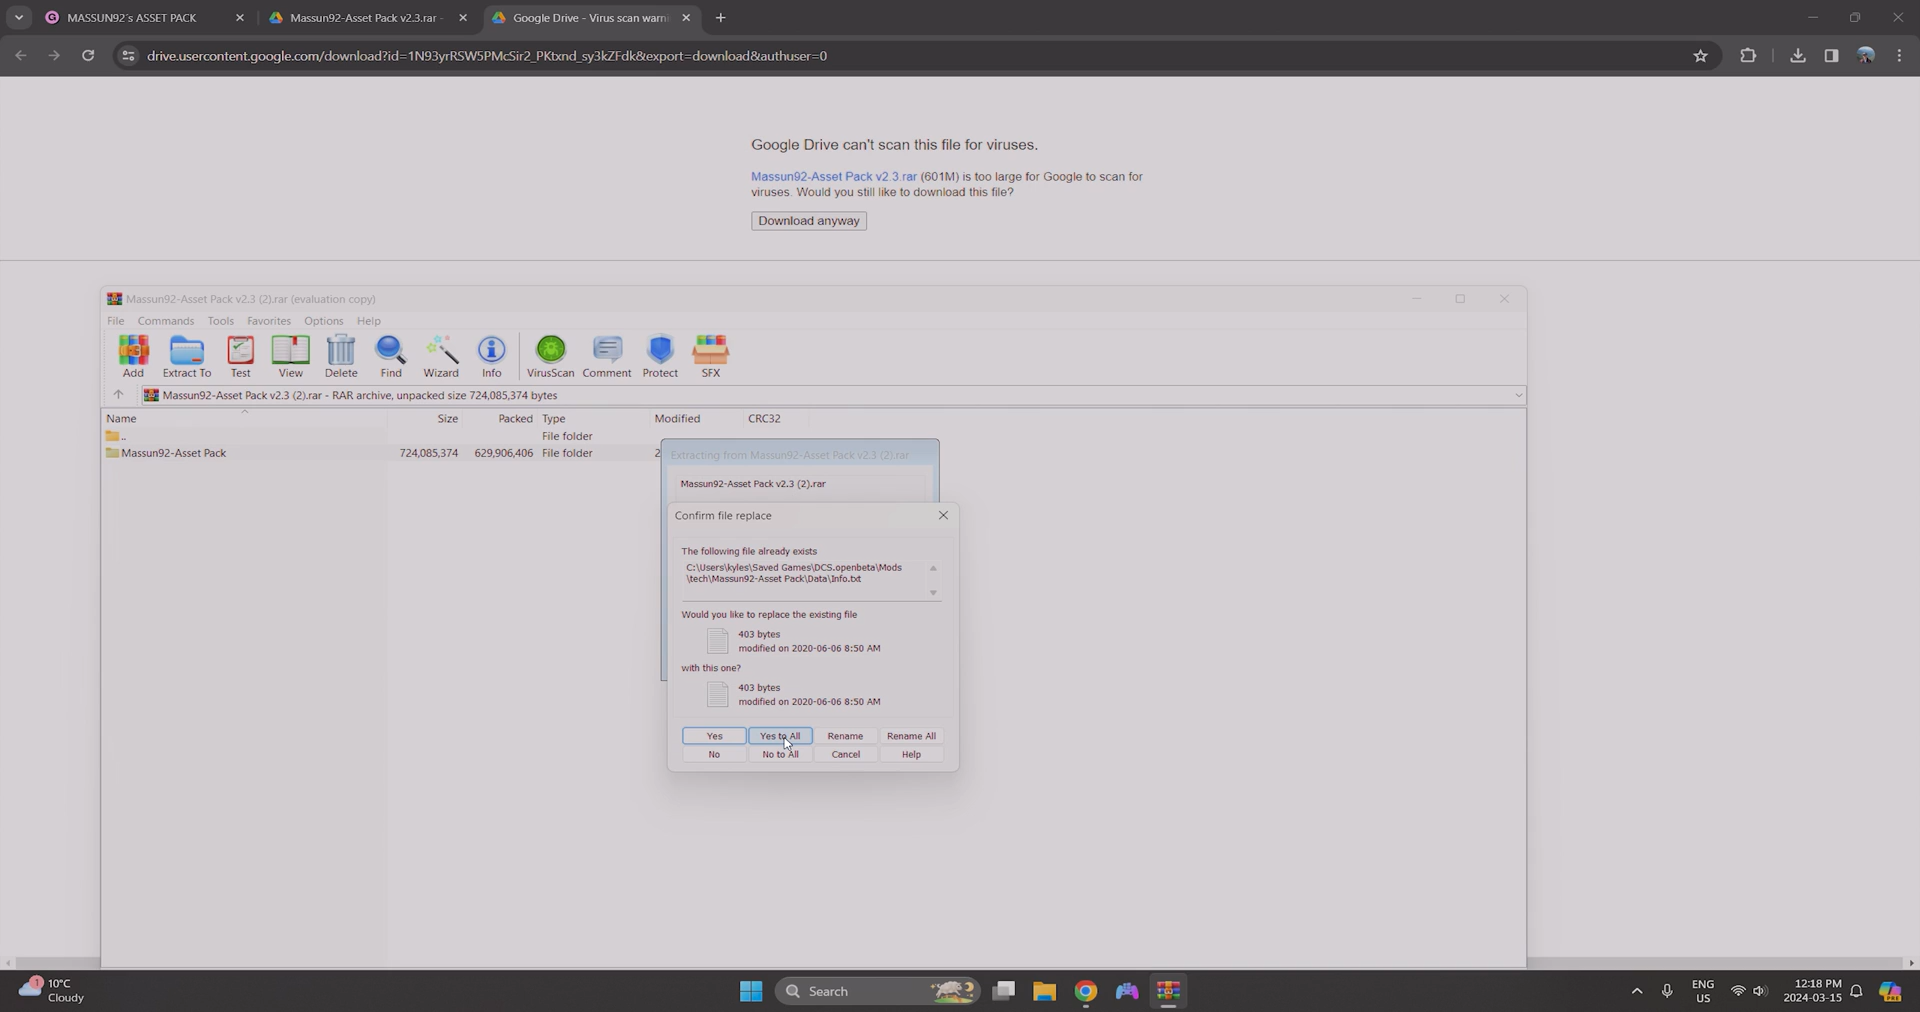 MASSUN92´s ASSET PACK
Massun92-Asset Pack v2.3.rar -
Google Drive - Virus scan warni
drive.usercontent.google.com/download?id=1N93yrRSW5PMcSir2_PKtxnd_sy3kZFdk&export=download&authuser=0
Google Drive can't scan this file for viruses.
Massun92-Asset Pack v2.3.rar (601M) is too large for Google to scan for
viruses. Would you still like to download this file?
Download anyway
Massun92-Asset Pack v2.3 (2).rar (evaluation copy)
File Commands Tools Favorites Options Help
Add Extract To Test View Delete Find Wizard Info VirusScan Comment Protect SFX
Massun92-Asset Pack v2.3 (2).rar - RAR archive, unpacked size 724,085,374 bytes
Name Size Packed Type Modified CRC32
.. File folder
Massun92-Asset Pack 724,085,374 629,906,406 File folder 2
Extracting from Massun92-Asset Pack v2.3 (2).rar
Massun92-Asset Pack v2.3 (2).rar
Confirm file replace
The following file already exists
C:\Users\kyles\Saved Games\DCS.openbeta\Mods
\tech\Massun92-Asset Pack\Data\Info.txt
Would you like to replace the existing file
403 bytes
modified on 2020-06-06 8:50 AM
with this one?
403 bytes
modified on 2020-06-06 8:50 AM
Yes Yes to All Rename Rename All
No No to All Cancel Help
1
10°C
Cloudy
Search
ENG
US
12:18 PM
2024-03-15
PRE